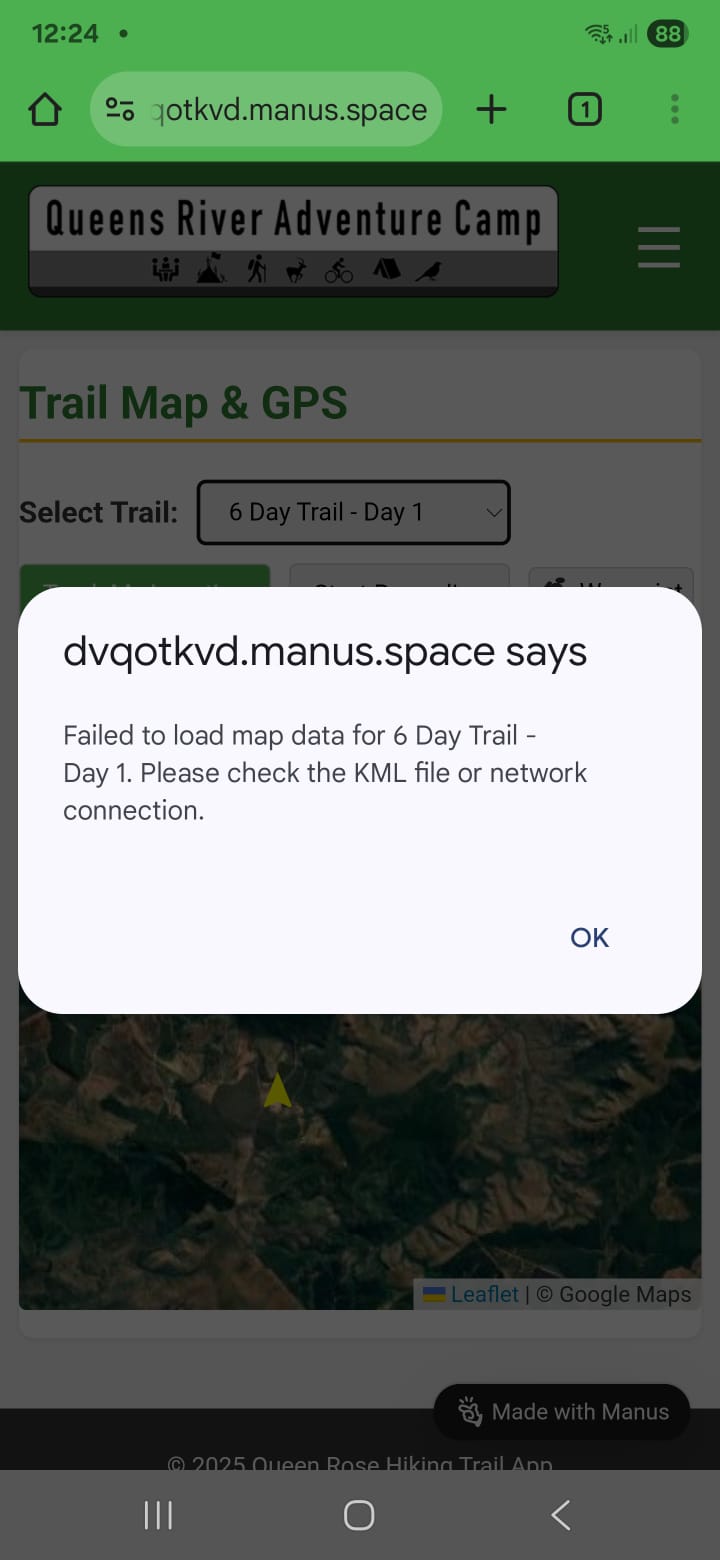 12:24
5
88
qotkvd.manus.space
1
Queens River Adventure Camp
Trail Map & GPS
Select Trail:
6 Day Trail - Day 1
dvqotkvd.manus.space says
Failed to load map data for 6 Day Trail -
Day 1. Please check the KML file or network
connection.
OK
Leaflet | © Google Maps
Made with Manus
© 2025 Queen Rose Hiking Trail App